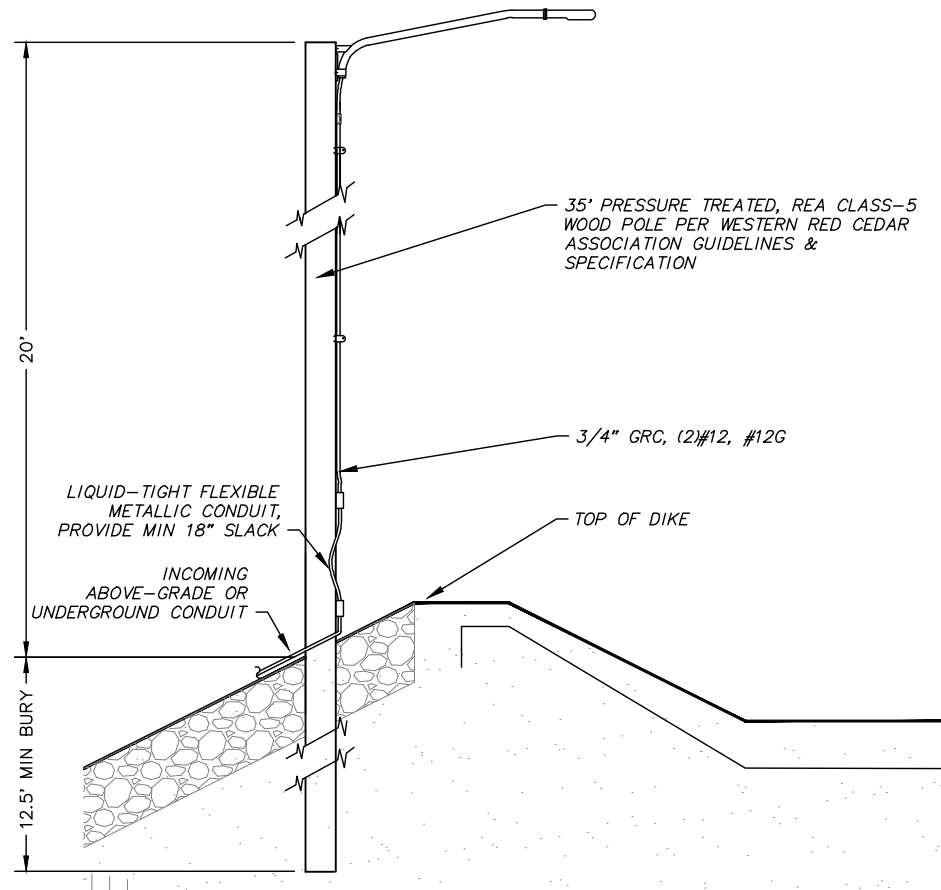 35' PRESSURE TREATED, REA CLASS-5
WOOD POLE PER WESTERN RED CEDAR
ASSOCIATION GUIDELINES &
SPECIFICATION
20'
3/4" GRC, (2)#12, #12G
LIQUID-TIGHT FLEXIBLE
METALLIC CONDUIT,
PROVIDE MIN 18" SLACK
TOP OF DIKE
INCOMING
ABOVE-GRADE OR
UNDERGROUND CONDUIT
12.5' MIN BURY